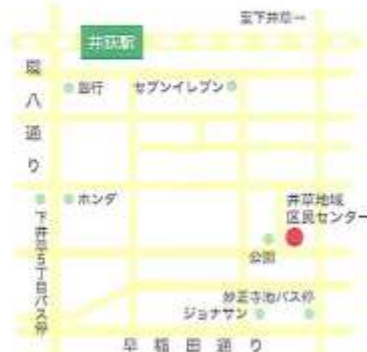 至下井草→
井荻駅
環八通り
銀行
セブンイレブン
ホンダ
井草地域
区民センター
公園
下井草5丁目バス停
妙正寺池バス停
ジョナサン
早稲田通り